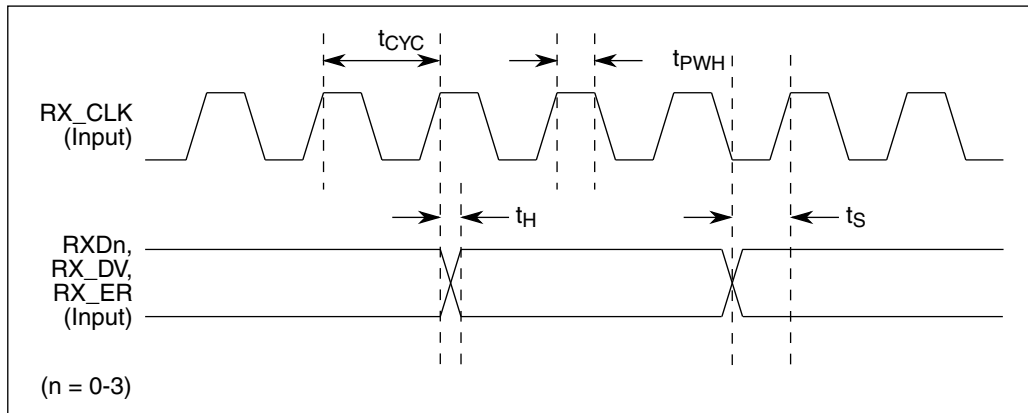 tCYC
tPWH
RX_CLK
(Input)
tH
tS
RXDn,
RX_DV,
RX_ER
(Input)
(n = 0-3)